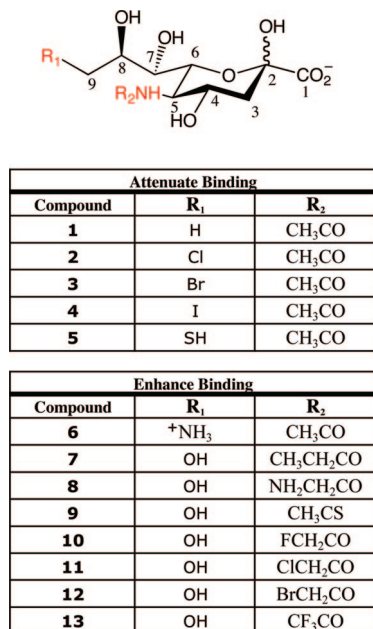 OH
OH
OH
R₁
7
6
8
O
2
CO₂⁻
9
R₂NH
1
5
4
3
HO
Attenuate Binding
Compound R₁ R₂
1 H CH₃CO
2 Cl CH₃CO
3 Br CH₃CO
4 I CH₃CO
5 SH CH₃CO
Enhance Binding
Compound R₁ R₂
6 ⁺NH₃ CH₃CO
7 OH CH₃CH₂CO
8 OH NH₂CH₂CO
9 OH CH₃CS
10 OH FCH₂CO
11 OH ClCH₂CO
12 OH BrCH₂CO
13 OH CF₃CO